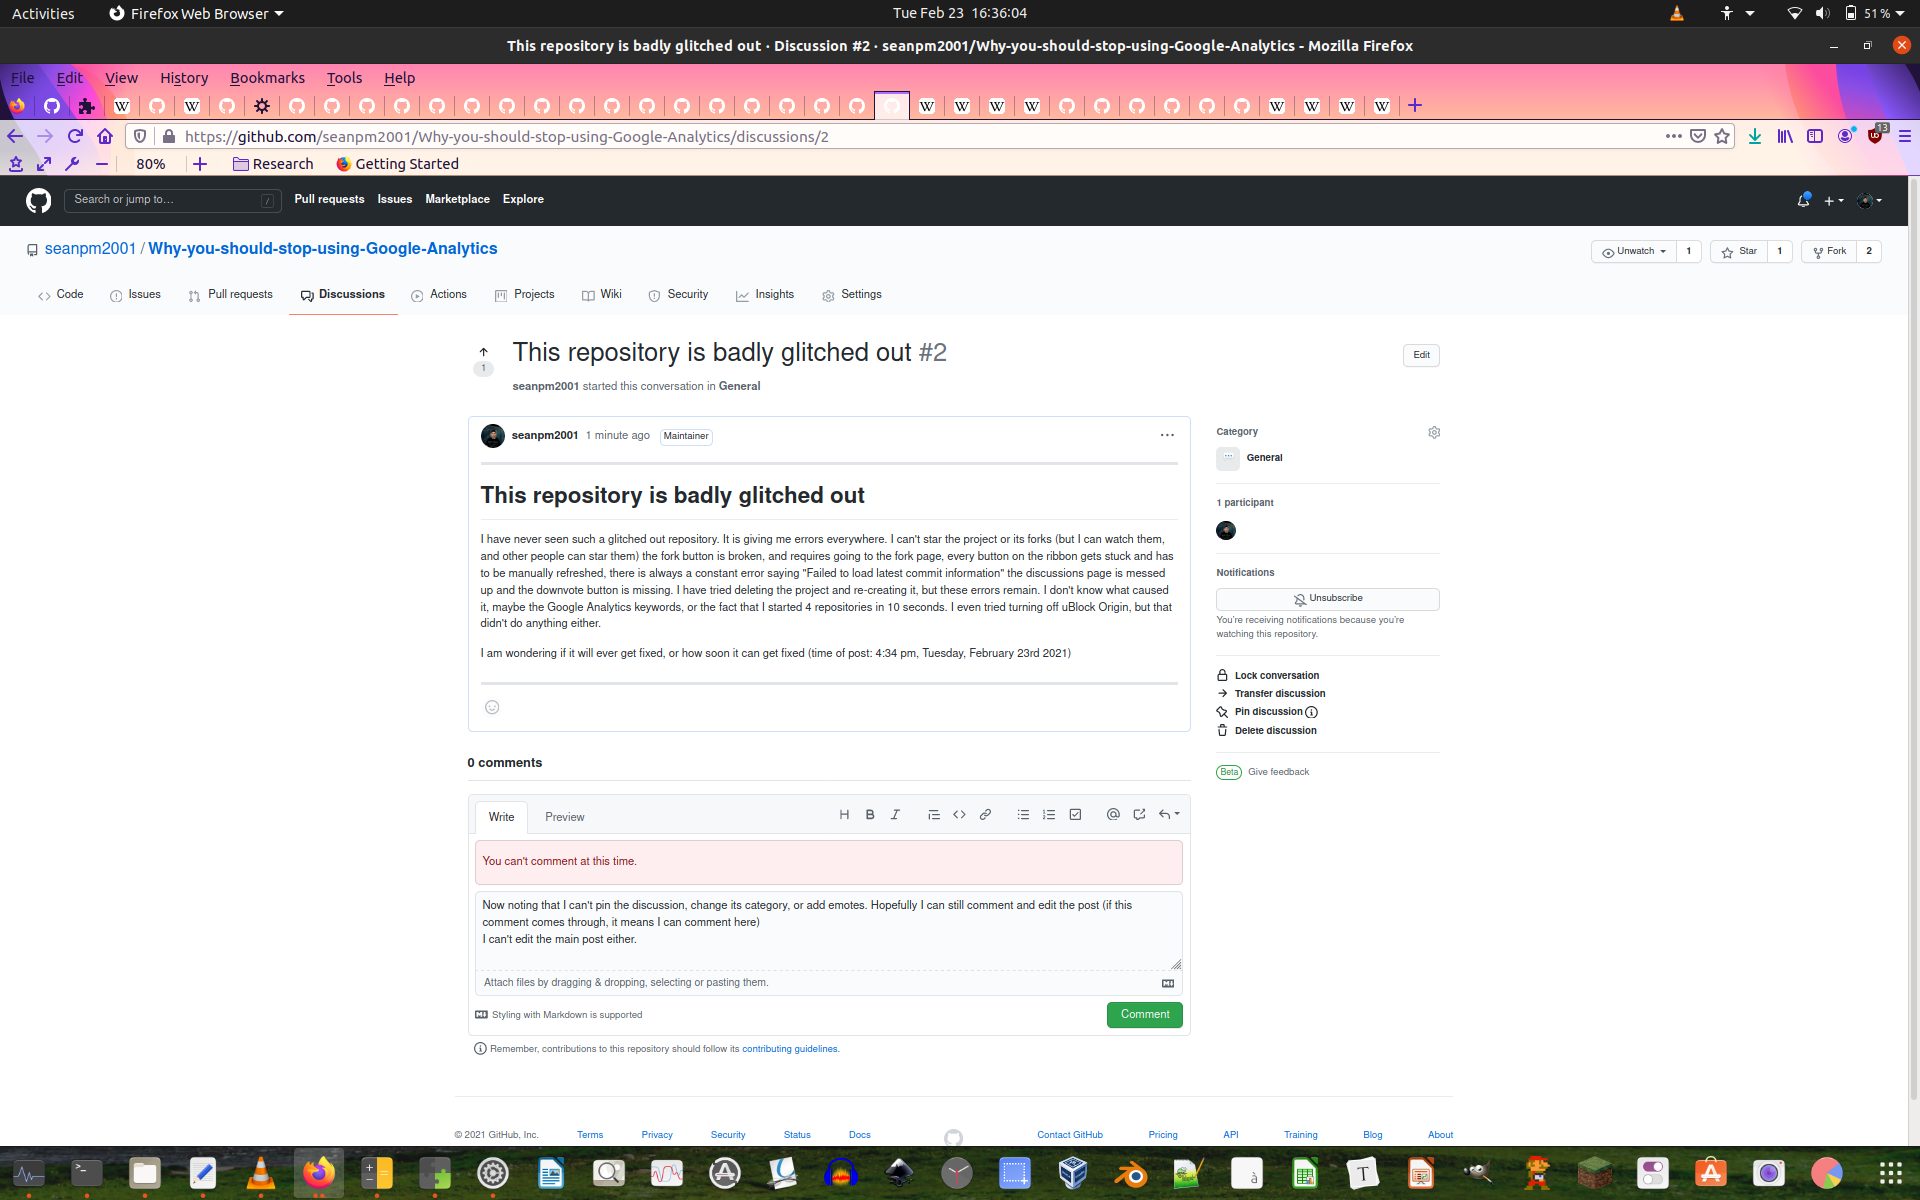 Activities
Firefox Web Browser
Tue Feb 23 16:36:04
51 %
This repository is badly glitched out · Discussion #2 · seanpm2001/Why-you-should-stop-using-Google-Analytics - Mozilla Firefox
File Edit View History Bookmarks Tools Help
https://github.com/seanpm2001/Why-you-should-stop-using-Google-Analytics/discussions/2
13
80%
Research
Getting Started
Search or jump to…
/
Pull requests
Issues
Marketplace
Explore
seanpm2001 / Why-you-should-stop-using-Google-Analytics
Unwatch 1
Star 1
Fork 2
Code
Issues
Pull requests
Discussions
Actions
Projects
Wiki
Security
Insights
Settings
1
This repository is badly glitched out #2
Edit
seanpm2001 started this conversation in General
seanpm2001 1 minute ago Maintainer
This repository is badly glitched out
I have never seen such a glitched out repository. It is giving me errors everywhere. I can't star the project or its forks (but I can watch them,
and other people can star them) the fork button is broken, and requires going to the fork page, every button on the ribbon gets stuck and has
to be manually refreshed, there is always a constant error saying "Failed to load latest commit information" the discussions page is messed
up and the downvote button is missing. I have tried deleting the project and re-creating it, but these errors remain. I don't know what caused
it, maybe the Google Analytics keywords, or the fact that I started 4 repositories in 10 seconds. I even tried turning off uBlock Origin, but that
didn't do anything either.
I am wondering if it will ever get fixed, or how soon it can get fixed (time of post: 4:34 pm, Tuesday, February 23rd 2021)
Category
General
1 participant
Notifications
Unsubscribe
You're receiving notifications because you're
watching this repository.
Lock conversation
Transfer discussion
Pin discussion
Delete discussion
Beta Give feedback
0 comments
Write
Preview
You can't comment at this time.
Now noting that I can't pin the discussion, change its category, or add emotes. Hopefully I can still comment and edit the post (if this
comment comes through, it means I can comment here)
I can't edit the main post either.
Attach files by dragging & dropping, selecting or pasting them.
Styling with Markdown is supported
Comment
Remember, contributions to this repository should follow its contributing guidelines.
© 2021 GitHub, Inc.
Terms
Privacy
Security
Status
Docs
Contact GitHub
Pricing
API
Training
Blog
About